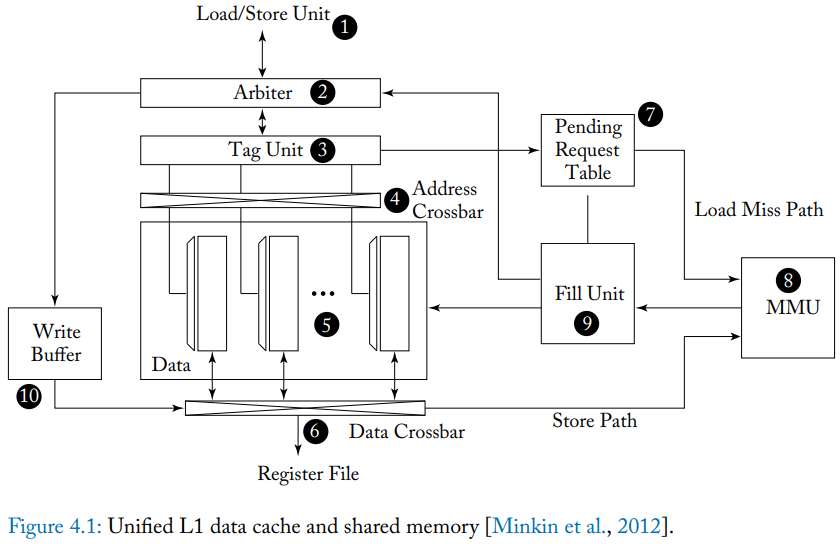 Load/Store Unit 1
Arbiter 2
Tag Unit 3
4 Address
Crossbar
7
Pending
Request
Table
Load Miss Path
8
MMU
Fill Unit
9
5
Data
Write
Buffer
10
6 Data Crossbar
Store Path
Register File
Figure 4.1: Unified L1 data cache and shared memory [Minkin et al., 2012].